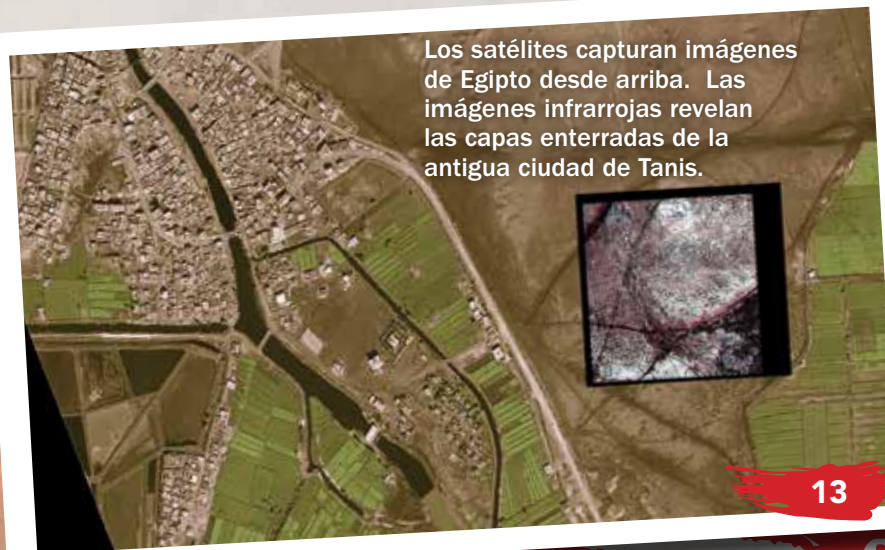 Los satélites capturan imágenes
de Egipto desde arriba. Las
imágenes infrarrojas revelan
las capas enterradas de la
antigua ciudad de Tanis.
13